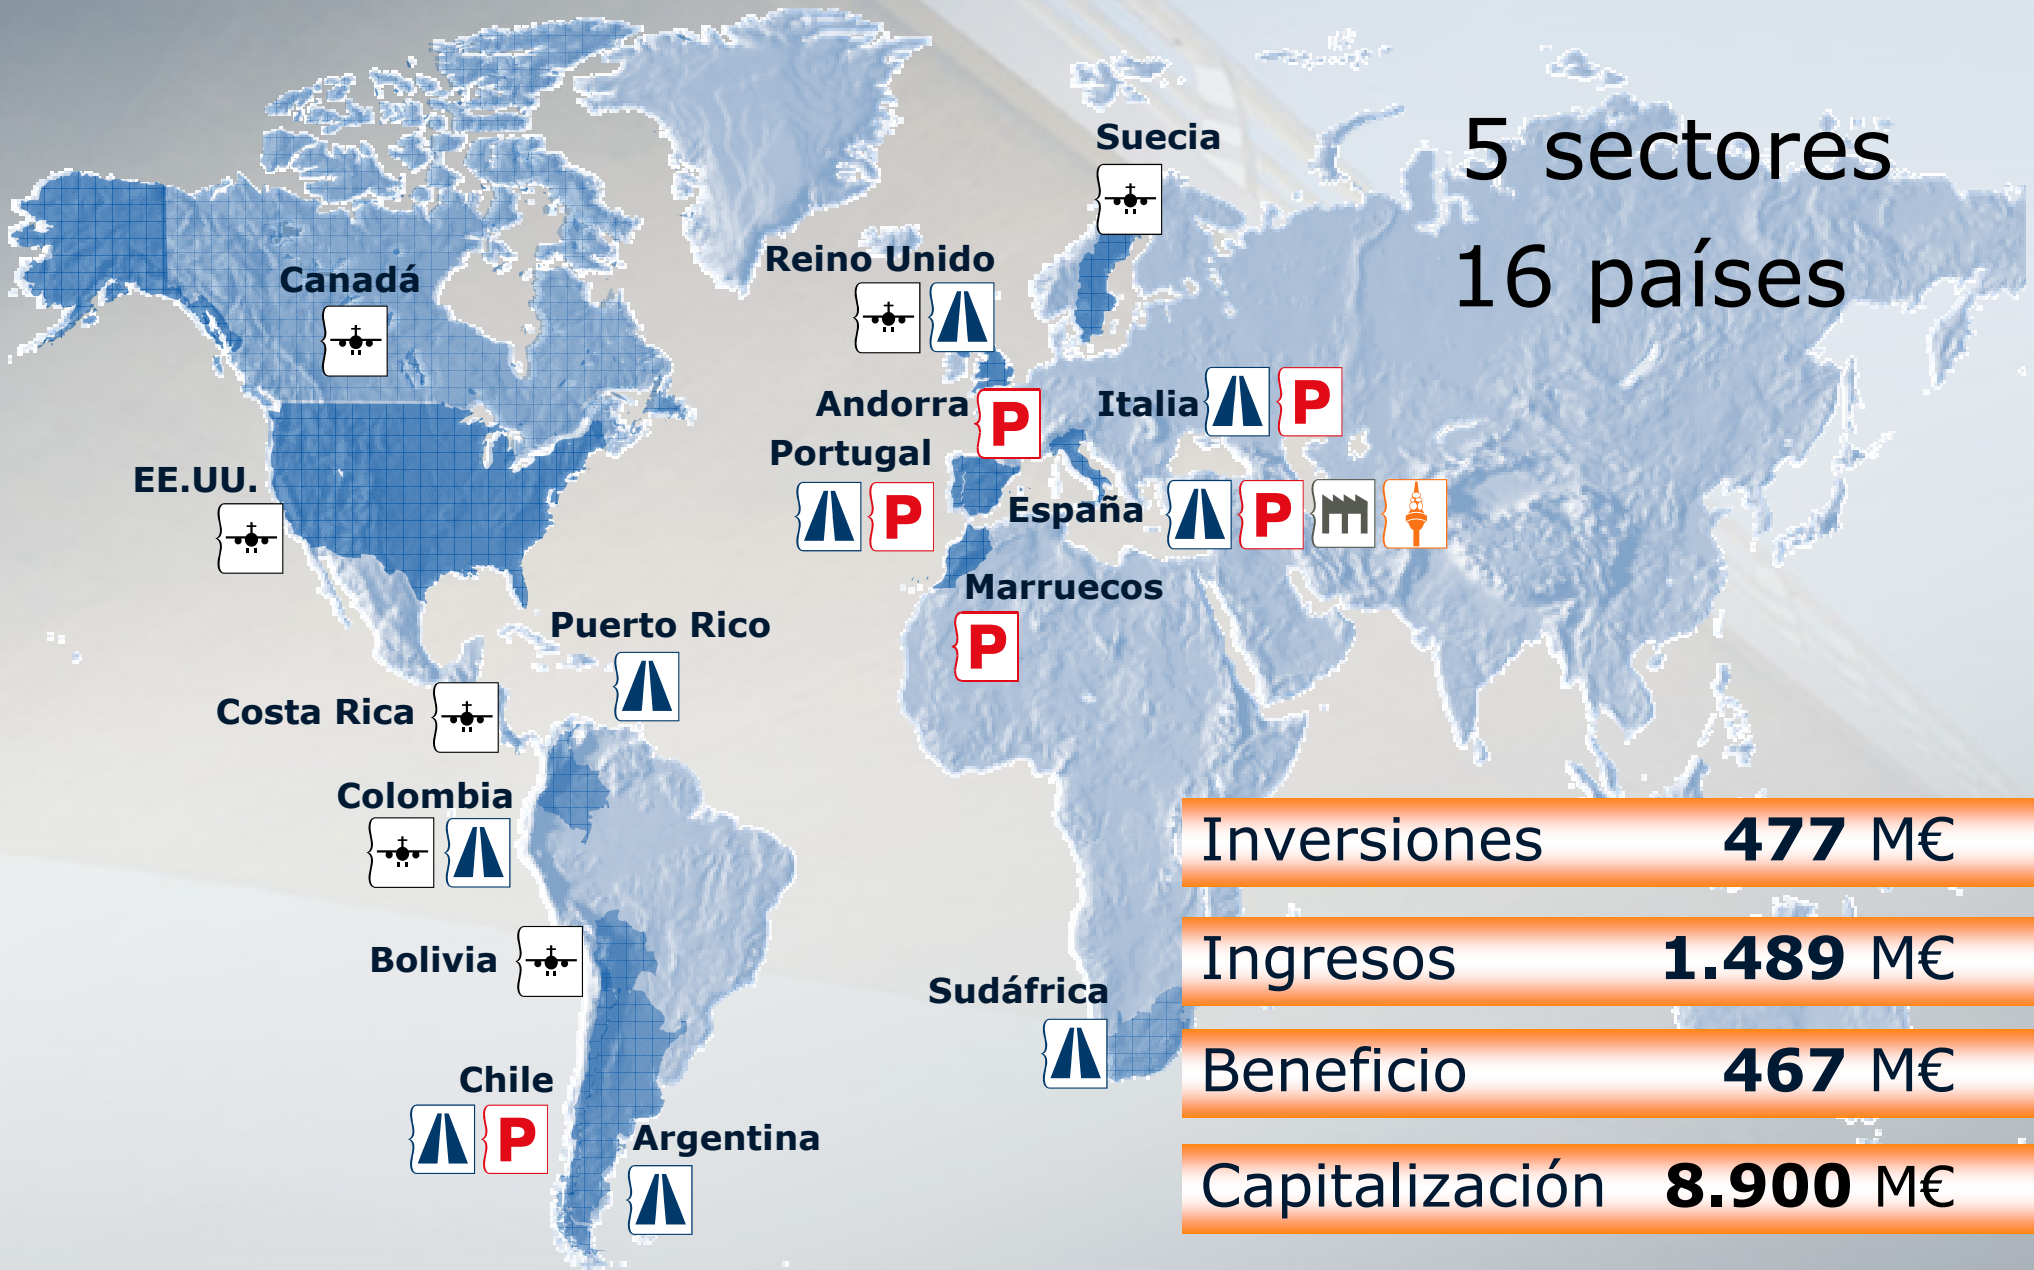 5 sectores
16 países
Suecia
Reino Unido
Canadá
Andorra
P
Italia
P
Portugal
P
EE.UU.
España
P
Marruecos
P
Puerto Rico
Costa Rica
Colombia
Bolivia
Sudáfrica
Chile
P
Argentina
Inversiones 477 M€
Ingresos 1.489 M€
Beneficio 467 M€
Capitalización 8.900 M€